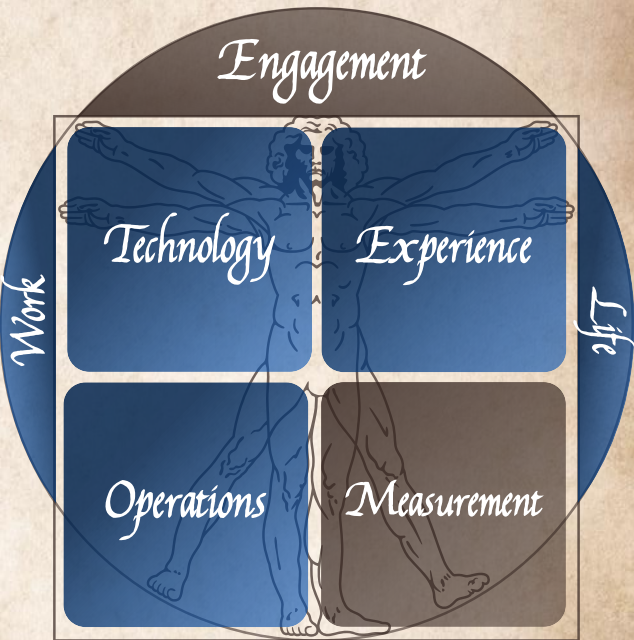 Engagement
Technology
Experience
Work
Life
Operations
Measurement